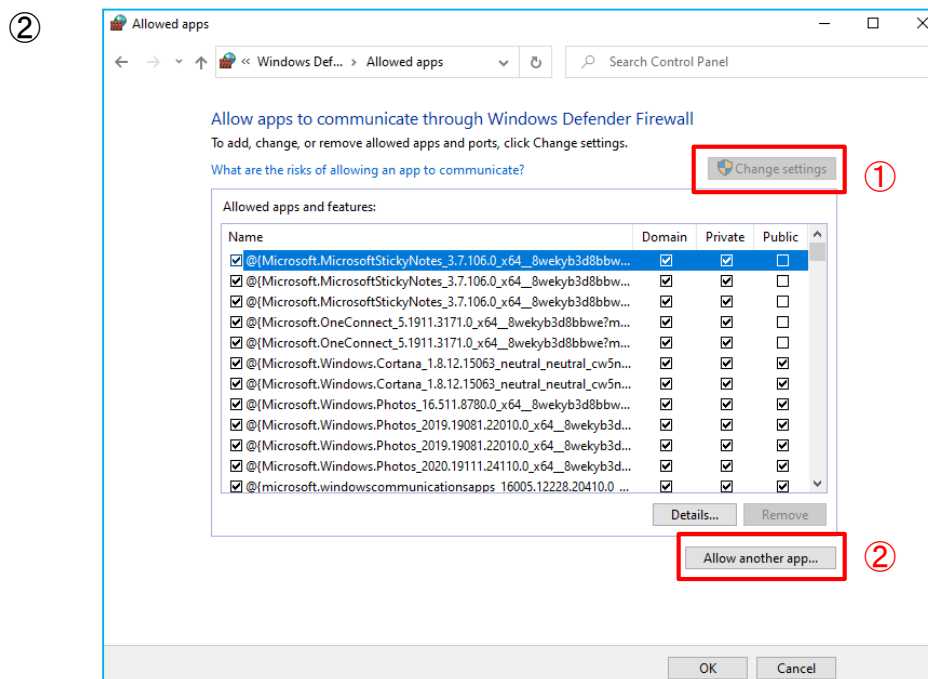 ②
Allowed apps
« Windows Def... › Allowed apps
Search Control Panel
Allow apps to communicate through Windows Defender Firewall
To add, change, or remove allowed apps and ports, click Change settings.
What are the risks of allowing an app to communicate?
Change settings
①
Allowed apps and features:
Name Domain Private Public
@{Microsoft.MicrosoftStickyNotes_3.7.106.0_x64__8wekyb3d8bbw...
@{Microsoft.MicrosoftStickyNotes_3.7.106.0_x64__8wekyb3d8bbw...
@{Microsoft.MicrosoftStickyNotes_3.7.106.0_x64__8wekyb3d8bbw...
@{Microsoft.OneConnect_5.1911.3171.0_x64__8wekyb3d8bbwe?m...
@{Microsoft.OneConnect_5.1911.3171.0_x64__8wekyb3d8bbwe?m...
@{Microsoft.Windows.Cortana_1.8.12.15063_neutral_neutral_cw5n...
@{Microsoft.Windows.Cortana_1.8.12.15063_neutral_neutral_cw5n...
@{Microsoft.Windows.Photos_16.511.8780.0_x64__8wekyb3d8bbw...
@{Microsoft.Windows.Photos_2019.19081.22010.0_x64__8wekyb3d...
@{Microsoft.Windows.Photos_2019.19081.22010.0_x64__8wekyb3d...
@{Microsoft.Windows.Photos_2020.19111.24110.0_x64__8wekyb3d...
@{microsoft.windowscommunicationsapps_16005.12228.20410.0_...
Details... Remove
Allow another app...
②
OK Cancel